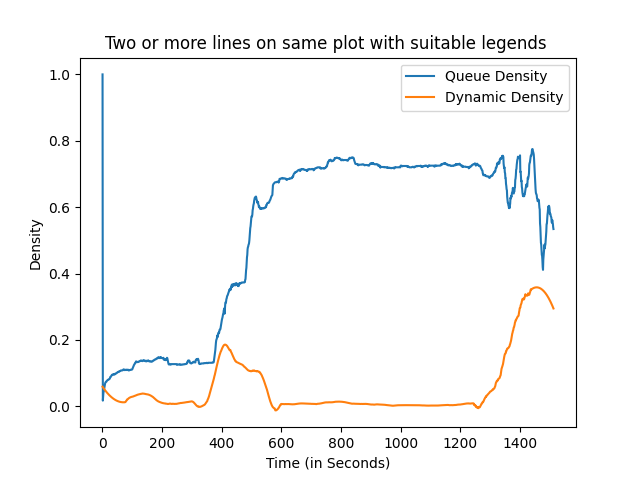 Two or more lines on same plot with suitable legends
Queue Density
Dynamic Density
Density
1.0
0.8
0.6
0.4
0.2
0.0
0 200 400 600 800 1000 1200 1400
Time (in Seconds)